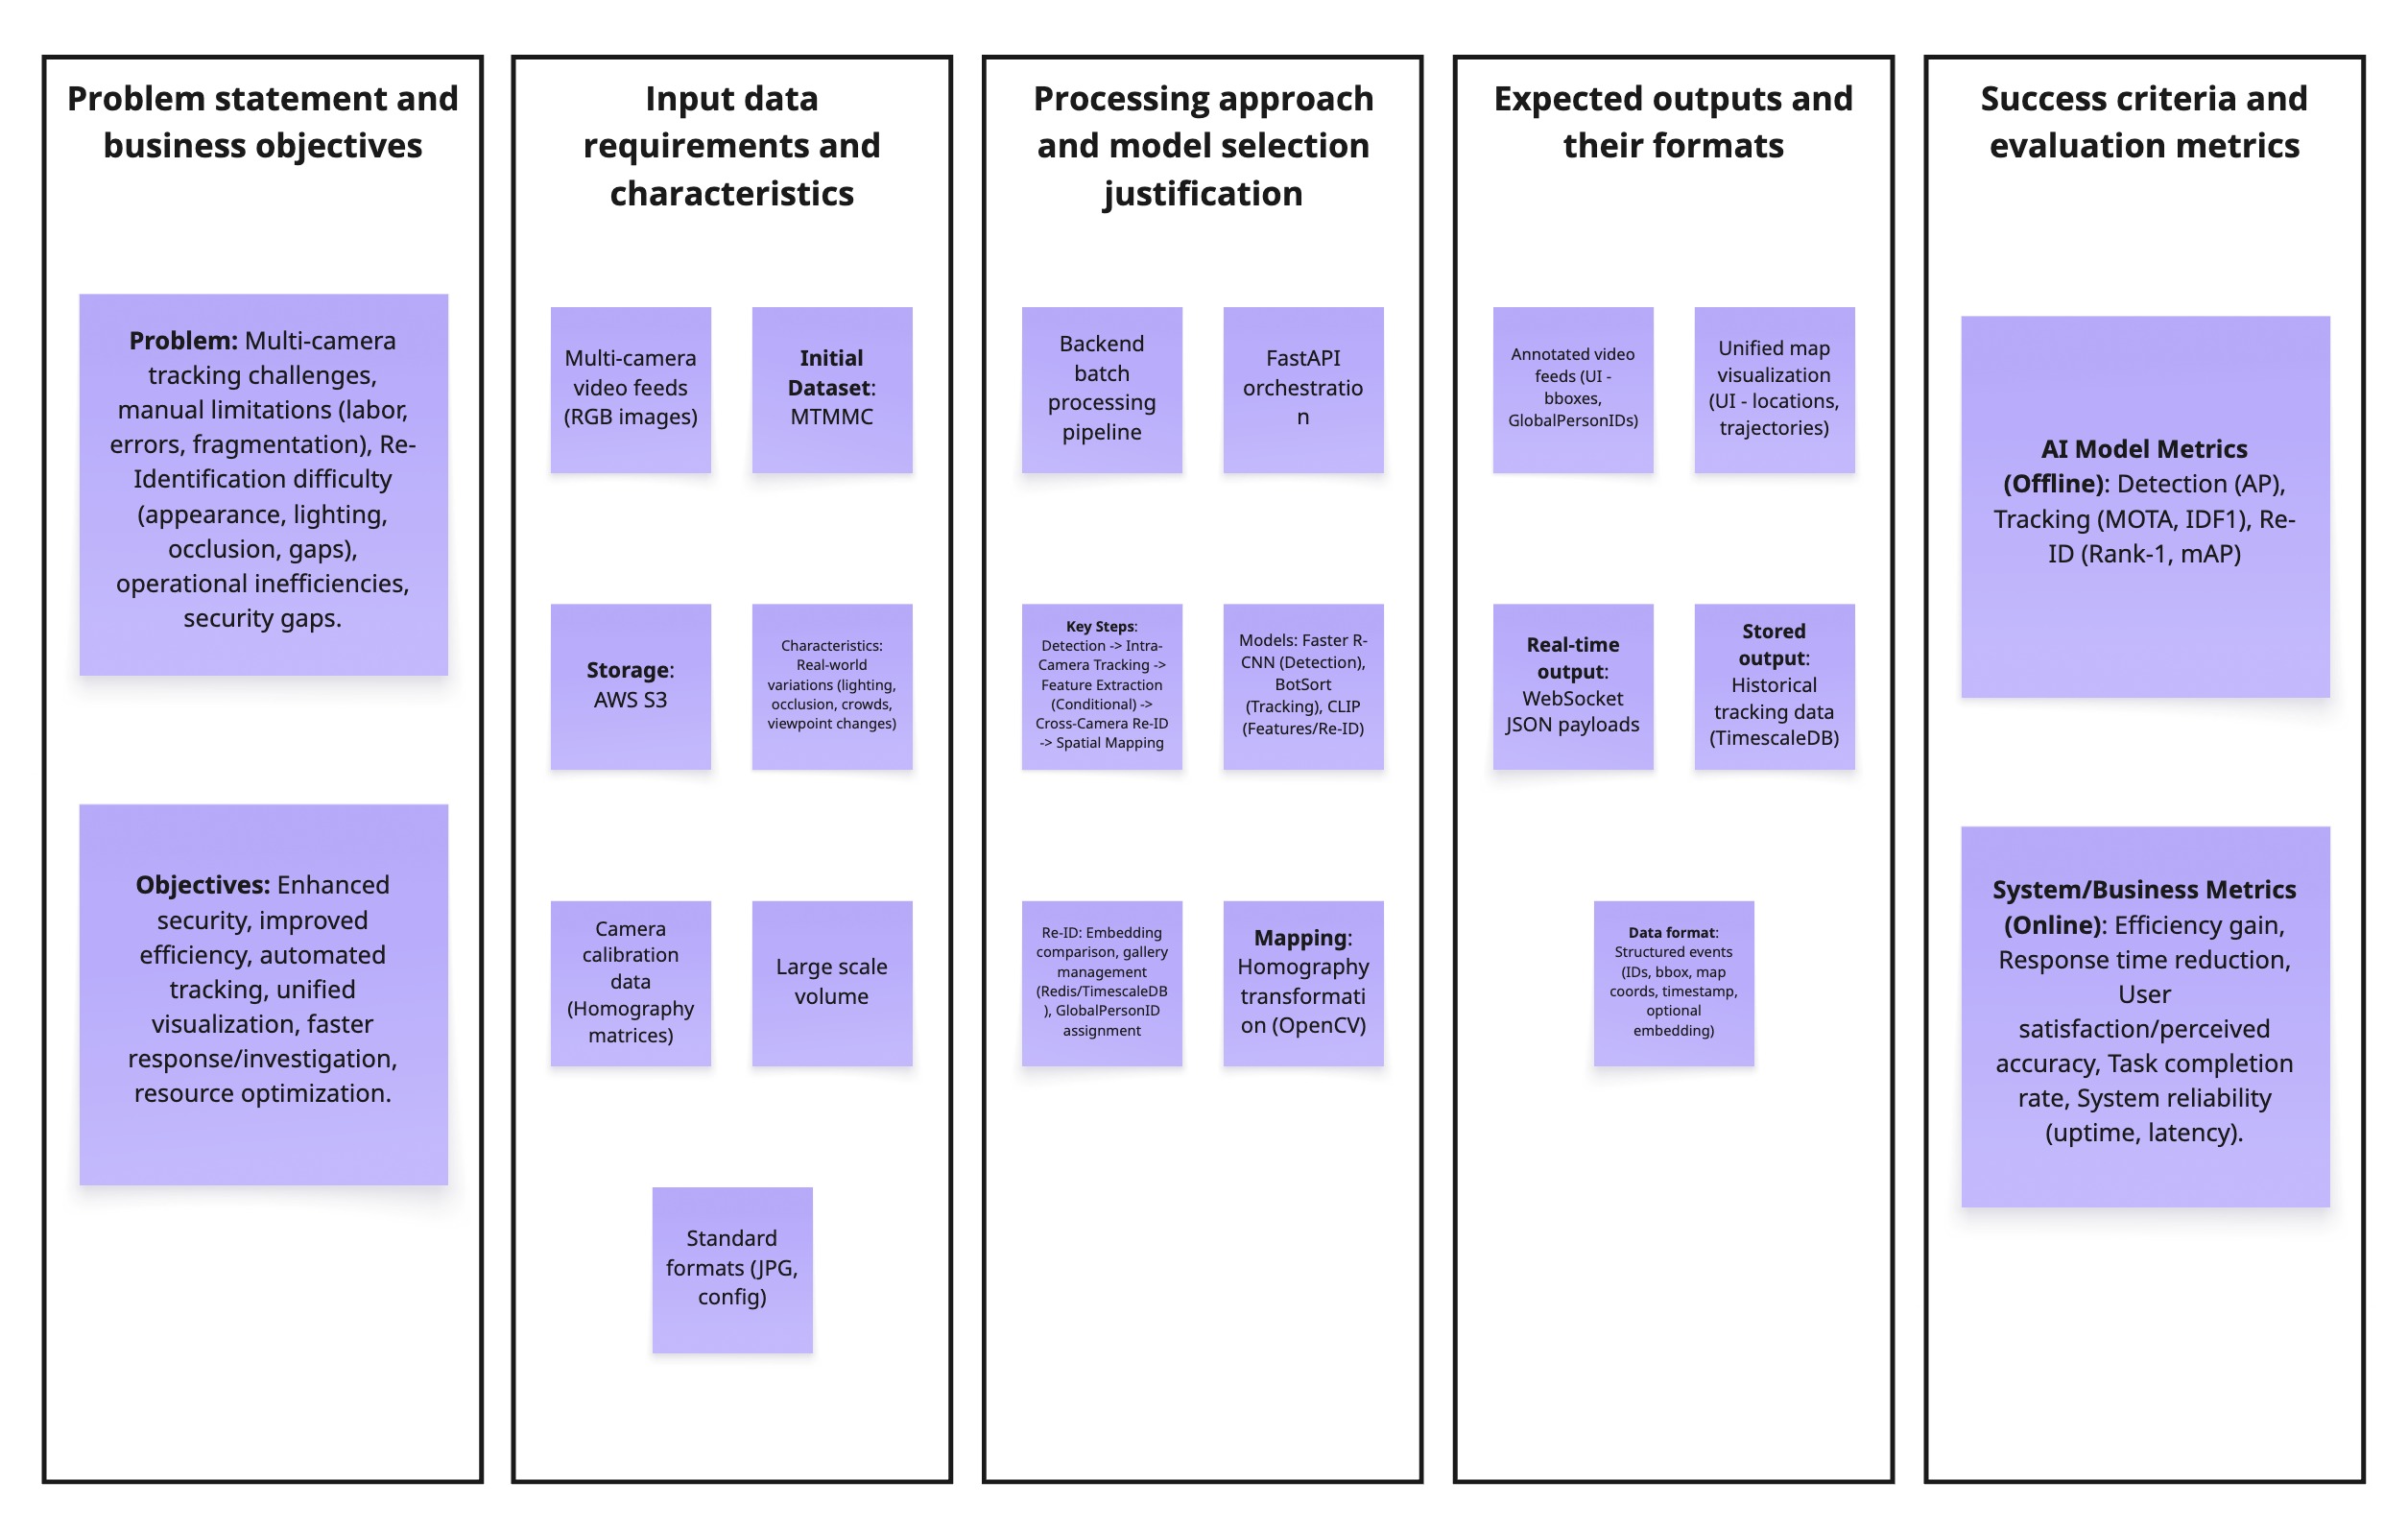 Problem statement and
business objectives
Problem: Multi-camera
tracking challenges,
manual limitations (labor,
errors, fragmentation), Re-
Identification difficulty
(appearance, lighting,
occlusion, gaps),
operational inefficiencies,
security gaps.
Objectives: Enhanced
security, improved
efficiency, automated
tracking, unified
visualization, faster
response/investigation,
resource optimization.
Input data
requirements and
characteristics
Multi-camera
video feeds
(RGB images)
Initial
Dataset:
MTMMC
Storage:
AWS S3
Characteristics:
Real-world
variations (lighting,
occlusion, crowds,
viewpoint changes)
Camera
calibration
data
(Homography
matrices)
Large scale
volume
Standard
formats (JPG,
config)
Processing approach
and model selection
justification
Backend
batch
processing
pipeline
FastAPI
orchestratio
n
Key Steps:
Detection -> Intra-
Camera Tracking ->
Feature Extraction
(Conditional) ->
Cross-Camera Re-ID
-> Spatial Mapping
Models: Faster R-
CNN (Detection),
BotSort
(Tracking), CLIP
(Features/Re-ID)
Re-ID: Embedding
comparison, gallery
management
(Redis/TimescaleDB
), GlobalPersonID
assignment
Mapping:
Homography
transformati
on (OpenCV)
Expected outputs and
their formats
Annotated video
feeds (UI -
bboxes,
GlobalPersonIDs)
Unified map
visualization
(UI - locations,
trajectories)
Real-time
output:
WebSocket
JSON payloads
Stored
output:
Historical
tracking data
(TimescaleDB)
Data format:
Structured events
(IDs, bbox, map
coords, timestamp,
optional
embedding)
Success criteria and
evaluation metrics
AI Model Metrics
(Offline): Detection (AP),
Tracking (MOTA, IDF1), Re-
ID (Rank-1, mAP)
System/Business Metrics
(Online): Efficiency gain,
Response time reduction,
User
satisfaction/perceived
accuracy, Task completion
rate, System reliability
(uptime, latency).